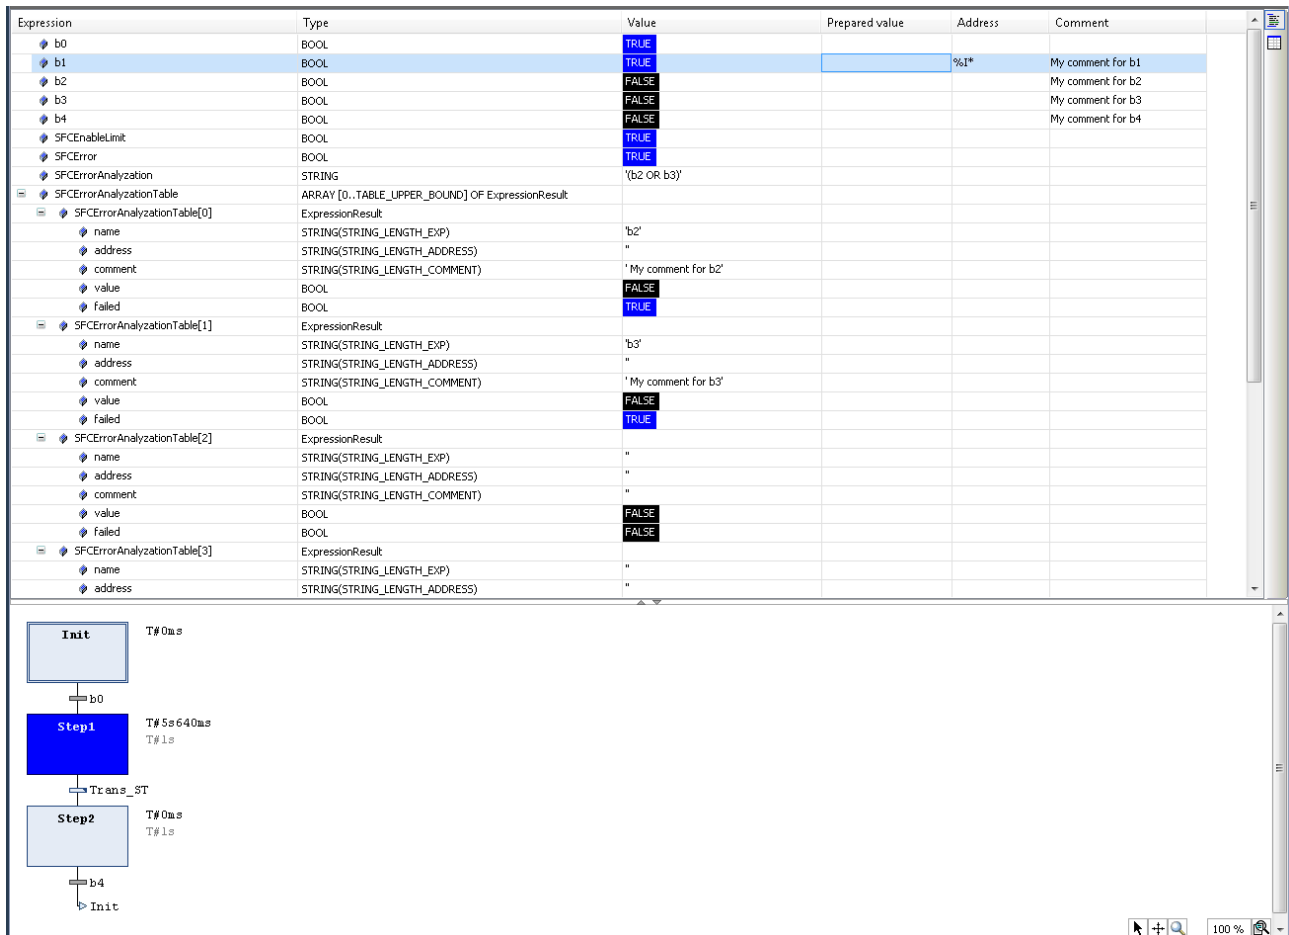 Expression Type Value Prepared value Address Comment
b0 BOOL TRUE
b1 BOOL TRUE %I* My comment for b1
b2 BOOL FALSE My comment for b2
b3 BOOL FALSE My comment for b3
b4 BOOL FALSE My comment for b4
SFCEnableLimit BOOL TRUE
SFCError BOOL TRUE
SFCErrorAnalyzation STRING '(b2 OR b3)'
SFCErrorAnalyzationTable ARRAY [0..TABLE_UPPER_BOUND] OF ExpressionResult
SFCErrorAnalyzationTable[0] ExpressionResult
name STRING(STRING_LENGTH_EXP) 'b2'
address STRING(STRING_LENGTH_ADDRESS) ''
comment STRING(STRING_LENGTH_COMMENT) ' My comment for b2'
value BOOL FALSE
failed BOOL TRUE
SFCErrorAnalyzationTable[1] ExpressionResult
name STRING(STRING_LENGTH_EXP) 'b3'
address STRING(STRING_LENGTH_ADDRESS) ''
comment STRING(STRING_LENGTH_COMMENT) ' My comment for b3'
value BOOL FALSE
failed BOOL TRUE
SFCErrorAnalyzationTable[2] ExpressionResult
name STRING(STRING_LENGTH_EXP) ''
address STRING(STRING_LENGTH_ADDRESS) ''
comment STRING(STRING_LENGTH_COMMENT) ''
value BOOL FALSE
failed BOOL FALSE
SFCErrorAnalyzationTable[3] ExpressionResult
name STRING(STRING_LENGTH_EXP) ''
address STRING(STRING_LENGTH_ADDRESS) ''
Init T#0ms
b0
Step1 T#5s640ms
T#1s
Trans_ST
Step2 T#0ms
T#1s
b4
Init
100 %